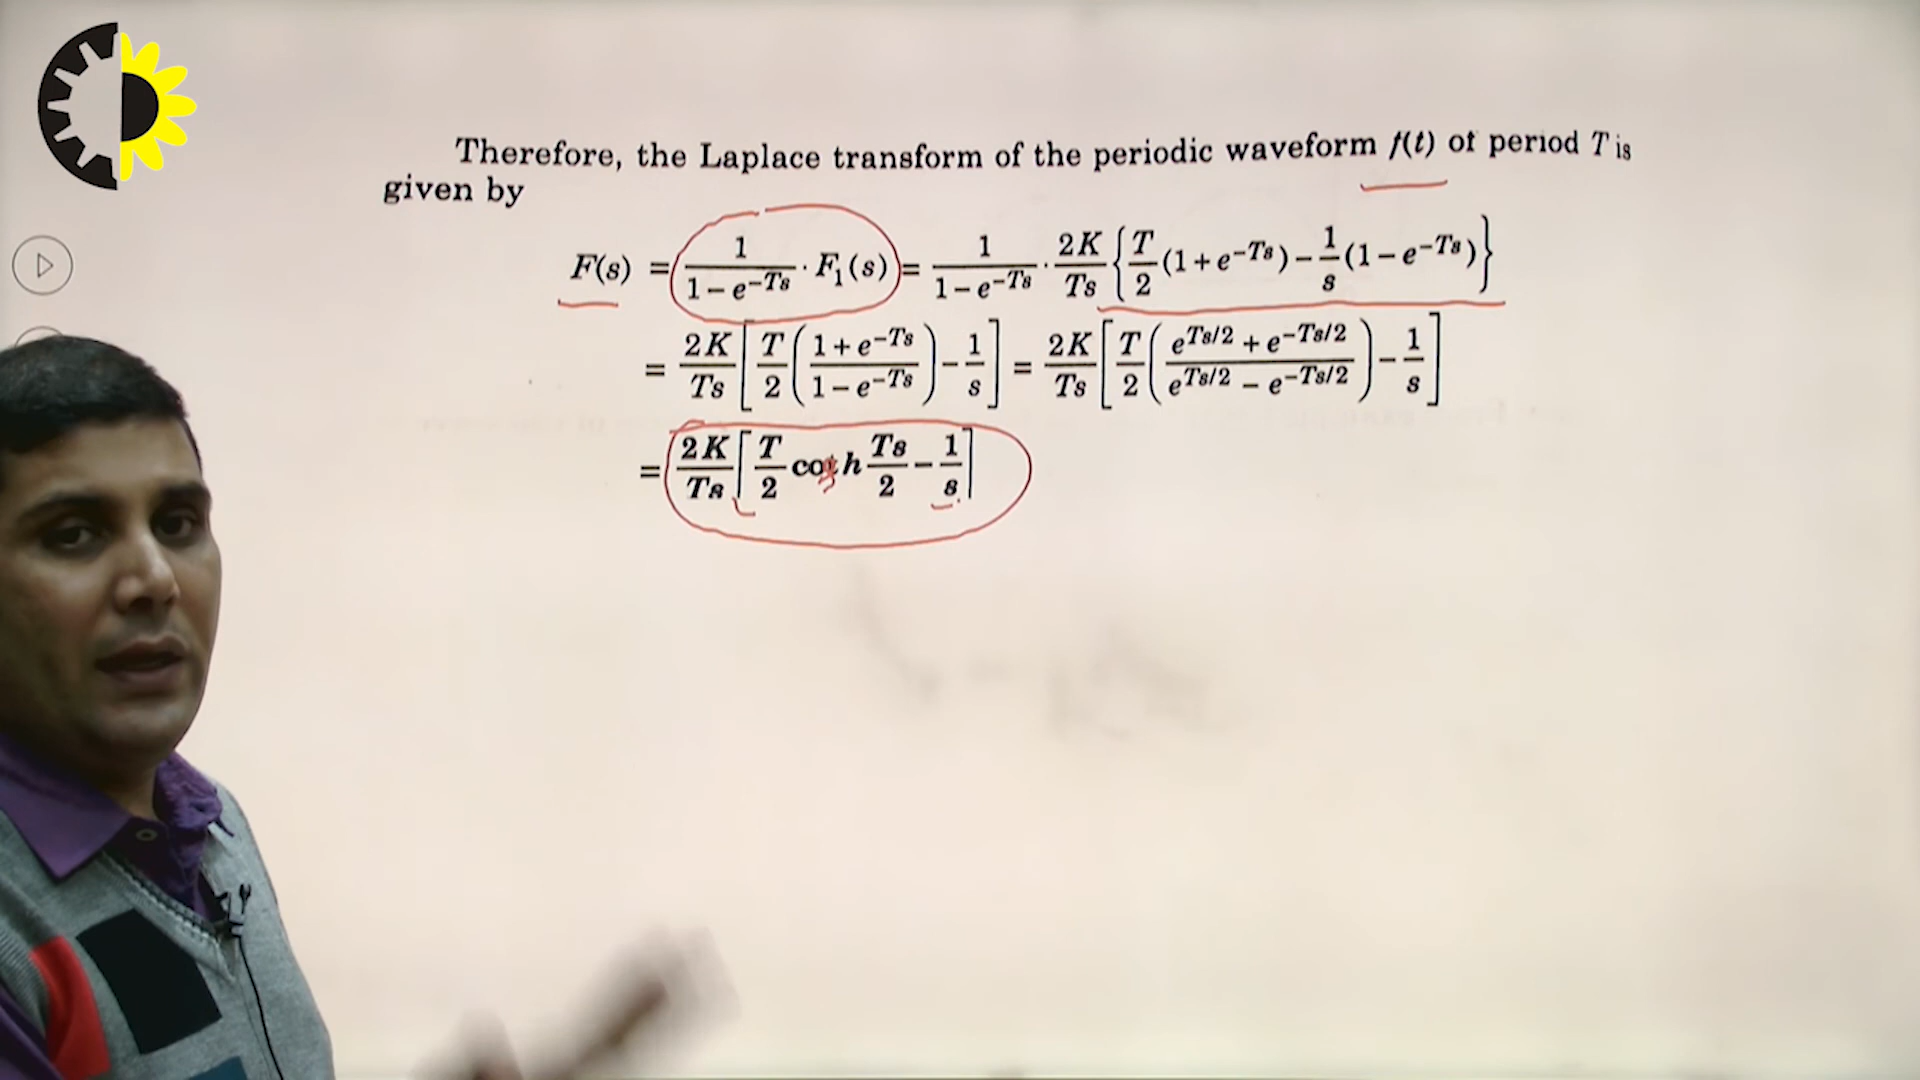 Therefore, the Laplace transform of the periodic waveform f(t) of period T is
given by
F(s) = 1/(1 − e^{−Ts}) · F₁(s) = 1/(1 − e^{−Ts}) · 2K/Ts {T/2 (1 + e^{−Ts}) − 1/s (1 − e^{−Ts})}
= 2K/Ts [T/2 ((1 + e^{−Ts})/(1 − e^{−Ts})) − 1/s] = 2K/Ts [T/2 ((e^{Ts/2} + e^{−Ts/2})/(e^{Ts/2} − e^{−Ts/2})) − 1/s]
= 2K/Ts [T/2 coth Ts/2 − 1/s]